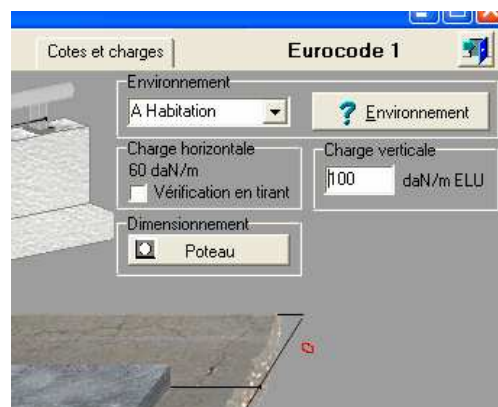 Cotes et charges
Eurocode 1
Environnement
A Habitation
? Environnement
Charge horizontale
60 daN/m
Vérification en tirant
Charge verticale
100 daN/m ELU
Dimensionnement
Poteau